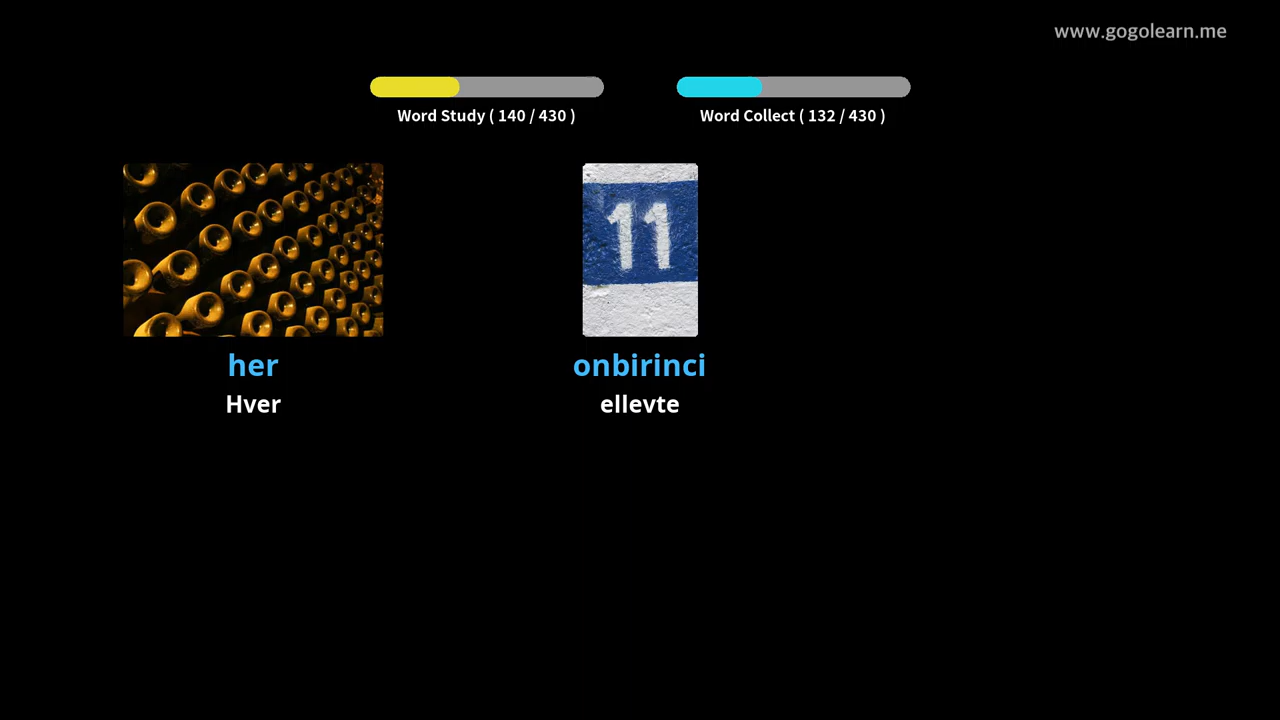 www.gogolearn.me
Word Study ( 140 / 430 )
Word Collect ( 132 / 430 )
11
her
Hver
onbirinci
ellevte